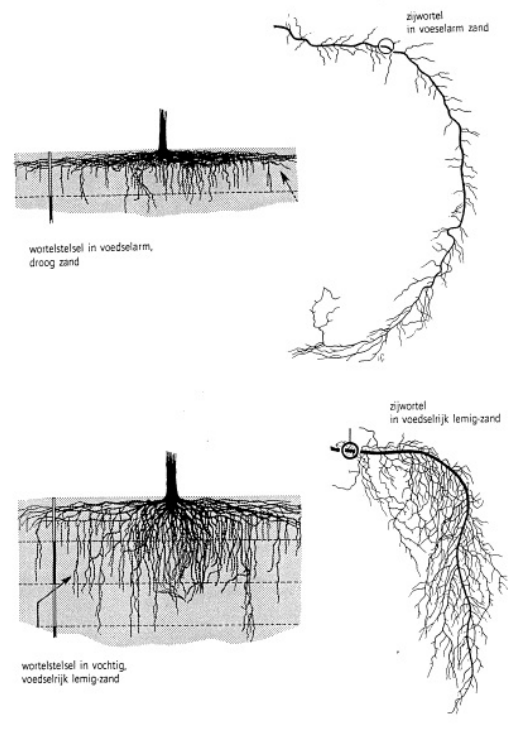 zijwortel
in voeselarm zand
wortelstelsel in voedselarm,
droog zand
zijwortel
in voedselrijk lemig-zand
wortelstelsel in vochtig,
voedselrijk lemig-zand